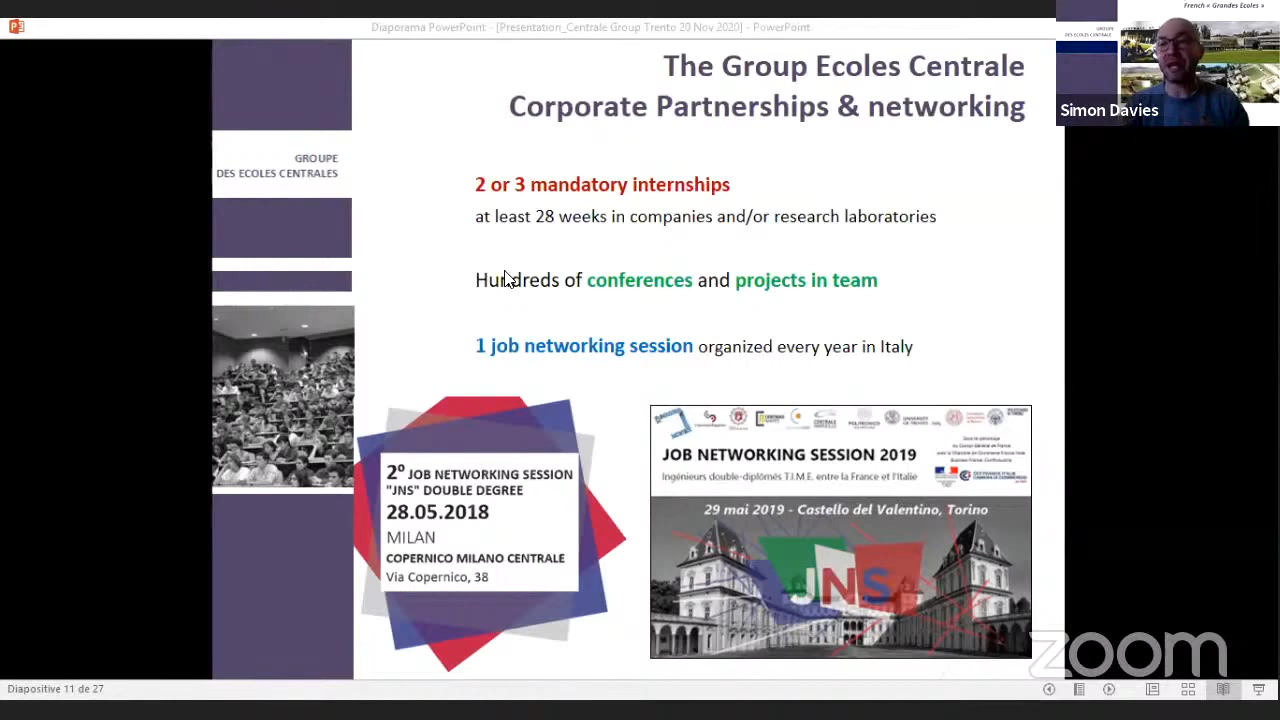 Diaporama PowerPoint - [Presentation_Centrale Group Trento 20 Nov 2020] - PowerPoint
French « Grandes Ecoles »
GROUPE
DES ECOLES CENTRALES
Simon Davies
The Group Ecoles Centrale
Corporate Partnerships & networking
GROUPE
DES ECOLES CENTRALES
2 or 3 mandatory internships
at least 28 weeks in companies and/or research laboratories
Hundreds of conferences and projects in team
1 job networking session organized every year in Italy
2º JOB NETWORKING SESSION
"JNS" DOUBLE DEGREE
28.05.2018
MILAN
COPERNICO MILANO CENTRALE
Via Copernico, 38
JOB NETWORKING SESSION 2019
Ingénieurs double-diplômés T.I.M.E. entre la France et l'Italie
29 mai 2019 - Castello del Valentino, Torino
JNS
zoom
Diapositive 11 de 27